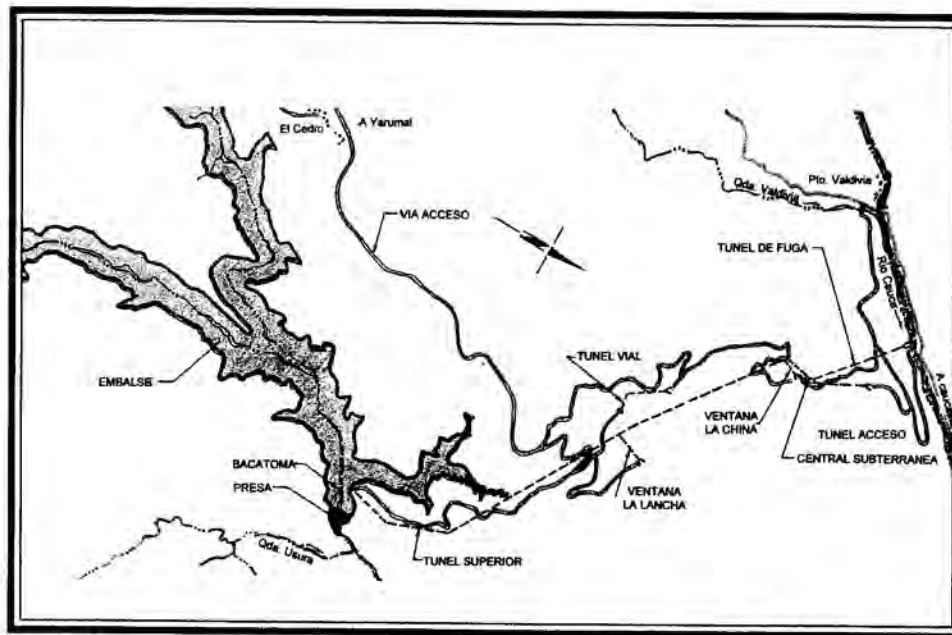 El Cedro
A Yarumal
Qda. Valdivia
Pto. Valdivia
VIA ACCESO
TUNEL DE FUGA
Río Cauca
TUNEL VIAL
EMBALSE
A
VENTANA
LA CHINA
TUNEL ACCESO
CENTRAL SUBTERRANEA
BACATOMA
PRESA
VENTANA
LA LANCHA
Qda. Usura
TUNEL SUPERIOR